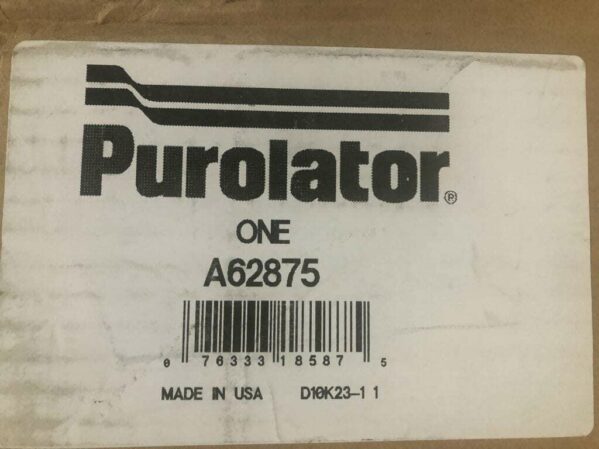 Purolator®
ONE
A62875
0 76333 18587 5
MADE IN USA D10K23-1 1